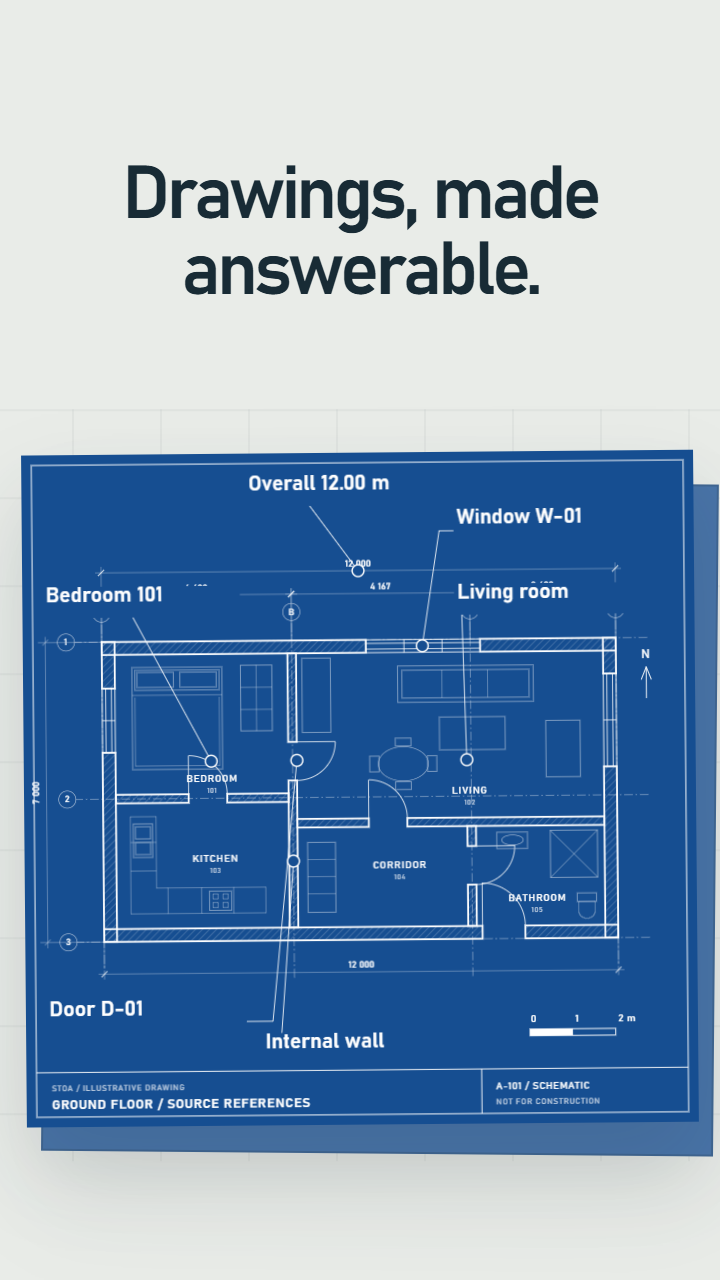 Drawings, made
answerable.
Overall 12.00 m
Window W-01
12 000
Bedroom 101
4 167
Living room
B
1
N
BEDROOM
101
7 000
2
LIVING
102
KITCHEN
103
CORRIDOR
104
BATHROOM
105
3
12 000
Door D-01
0 1 2 m
Internal wall
STOA / ILLUSTRATIVE DRAWING
GROUND FLOOR / SOURCE REFERENCES
A-101 / SCHEMATIC
NOT FOR CONSTRUCTION